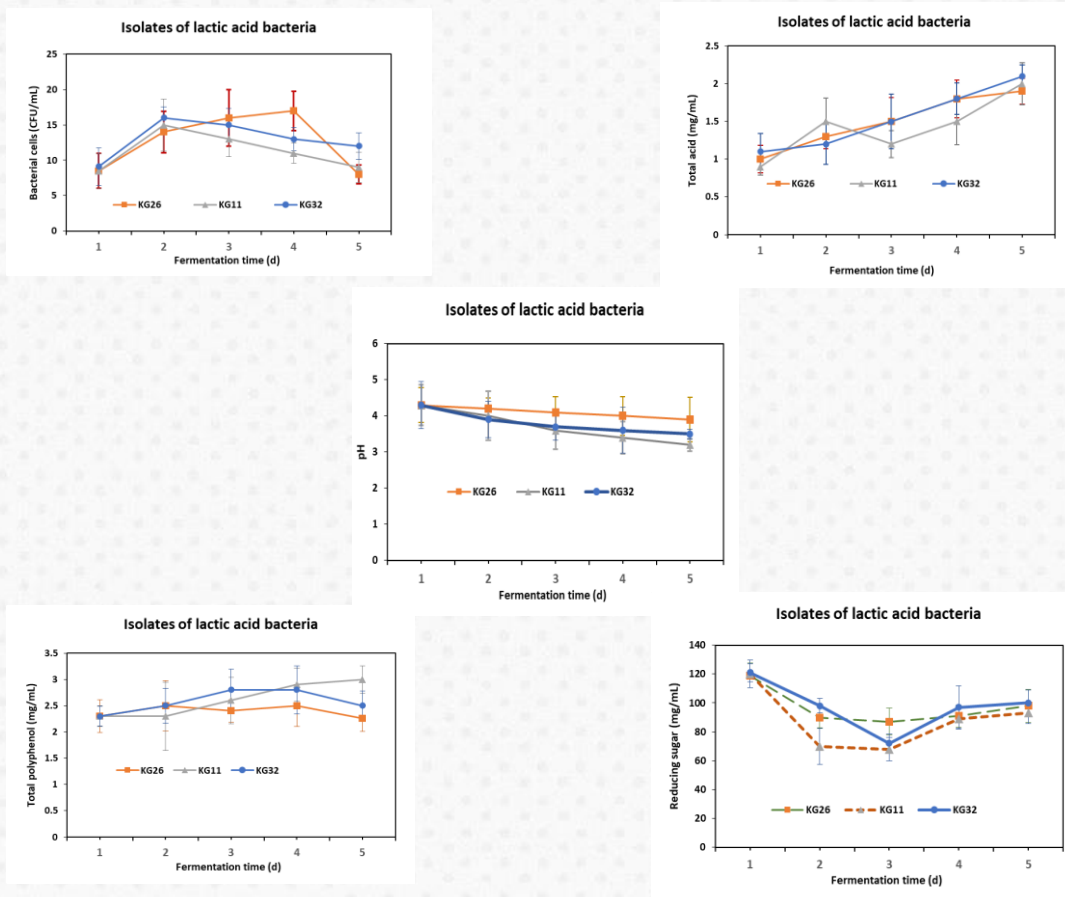 Isolates of lactic acid bacteria
Bacterial cells (CFU/mL)
25
20
15
10
5
0
KG26 KG11 KG32
1 2 3 4 5
Fermentation time (d)
Isolates of lactic acid bacteria
Total acid (mg/mL)
2.5
2
1.5
1
0.5
0
KG26 KG11 KG32
1 2 3 4 5
Fermentation time (d)
Isolates of lactic acid bacteria
pH
6
5
4
3
2
1
0
KG26 KG11 KG32
1 2 3 4 5
Fermentation time (d)
Isolates of lactic acid bacteria
Total polyphenol (mg/mL)
3.5
3
2.5
2
1.5
1
0.5
0
KG26 KG11 KG32
1 2 3 4 5
Fermentation time (d)
Isolates of lactic acid bacteria
Reducing sugar (mg/mL)
140
120
100
80
60
40
20
0
KG26 KG11 KG32
1 2 3 4 5
Fermentation time (d)